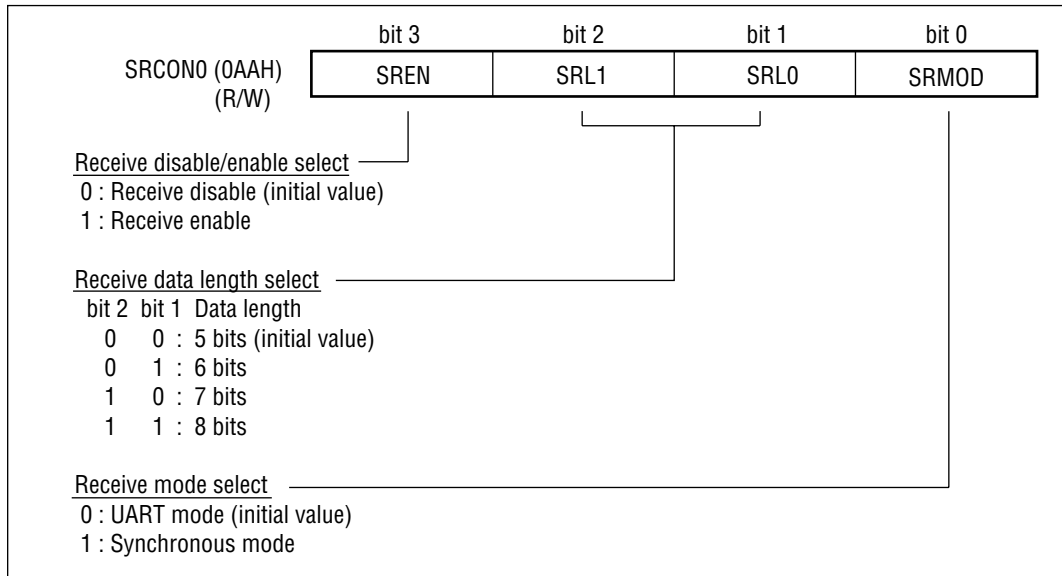 bit 3 bit 2 bit 1 bit 0
SRCON0 (0AAH) SREN SRL1 SRL0 SRMOD
(R/W)
Receive disable/enable select
0 : Receive disable (initial value)
1 : Receive enable
Receive data length select
bit 2 bit 1 Data length
0 0 : 5 bits (initial value)
0 1 : 6 bits
1 0 : 7 bits
1 1 : 8 bits
Receive mode select
0 : UART mode (initial value)
1 : Synchronous mode